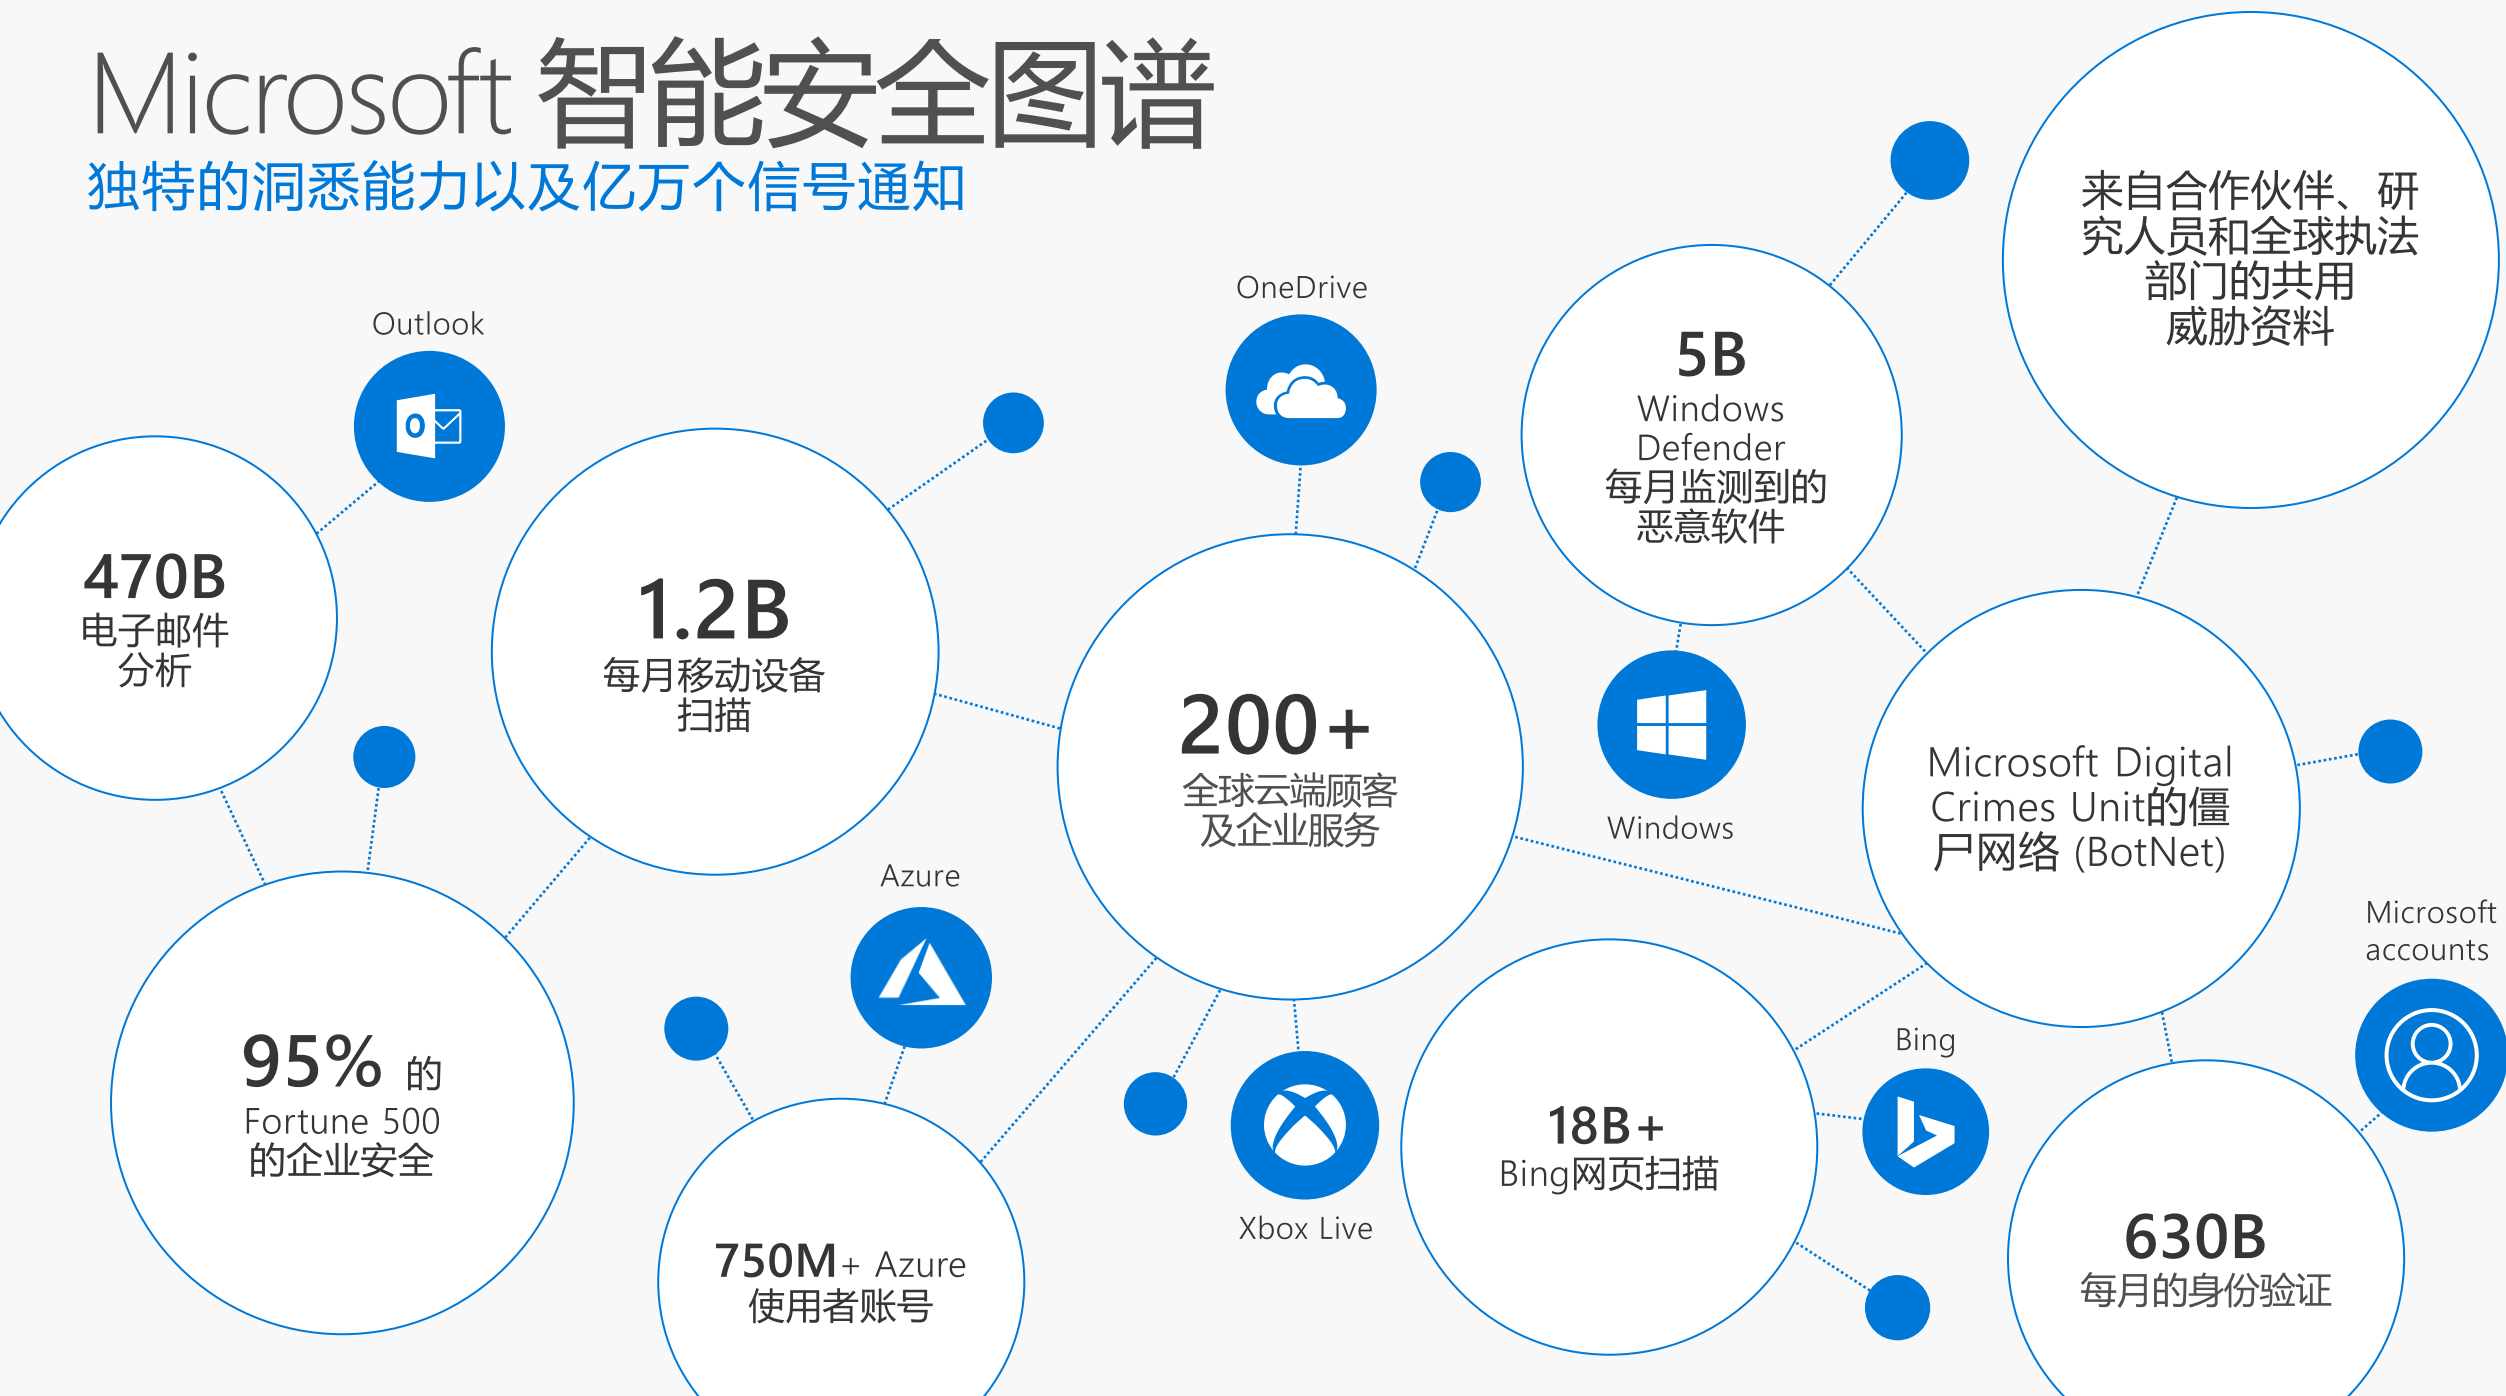 Microsoft 智能安全图谱
独特的洞悉能力以及亿万个信号通知
Outlook
470B
电子邮件
分析
1.2B
每月移动设备
扫描
OneDrive
200+
全球云端顾客
及企业服务
5B
Windows
Defender
每月监测到的
恶意软件
来自合作伙伴、研
究人员和全球执法
部门的共用
威胁资料
Windows
Microsoft Digital
Crimes Unit的僵
尸网络 (BotNet)
Azure
95% 的
Fortune 500
的企业安全
750M+ Azure
使用者账号
Xbox Live
18B+
Bing网页扫描
Bing
Microsoft
accounts
630B
每月的身份验证